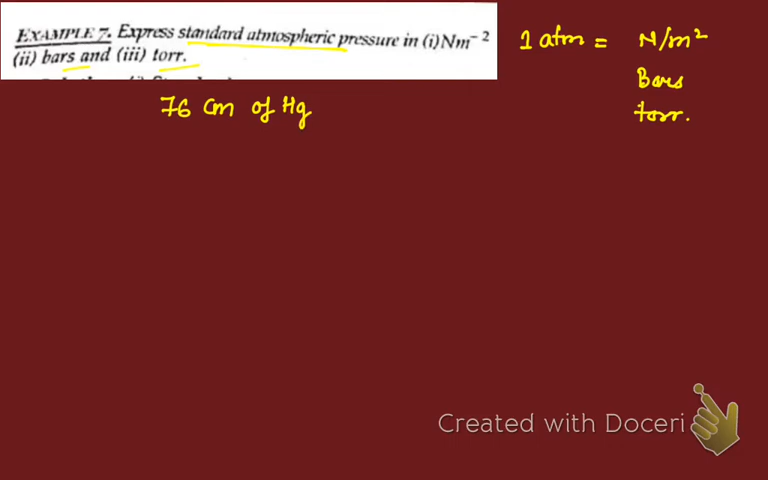 EXAMPLE 7. Express standard atmospheric pressure in (i) Nm⁻²
(ii) bars and (iii) torr.
1 atm = N/m²
Bars
torr.
76 cm of Hg
Created with Doceri